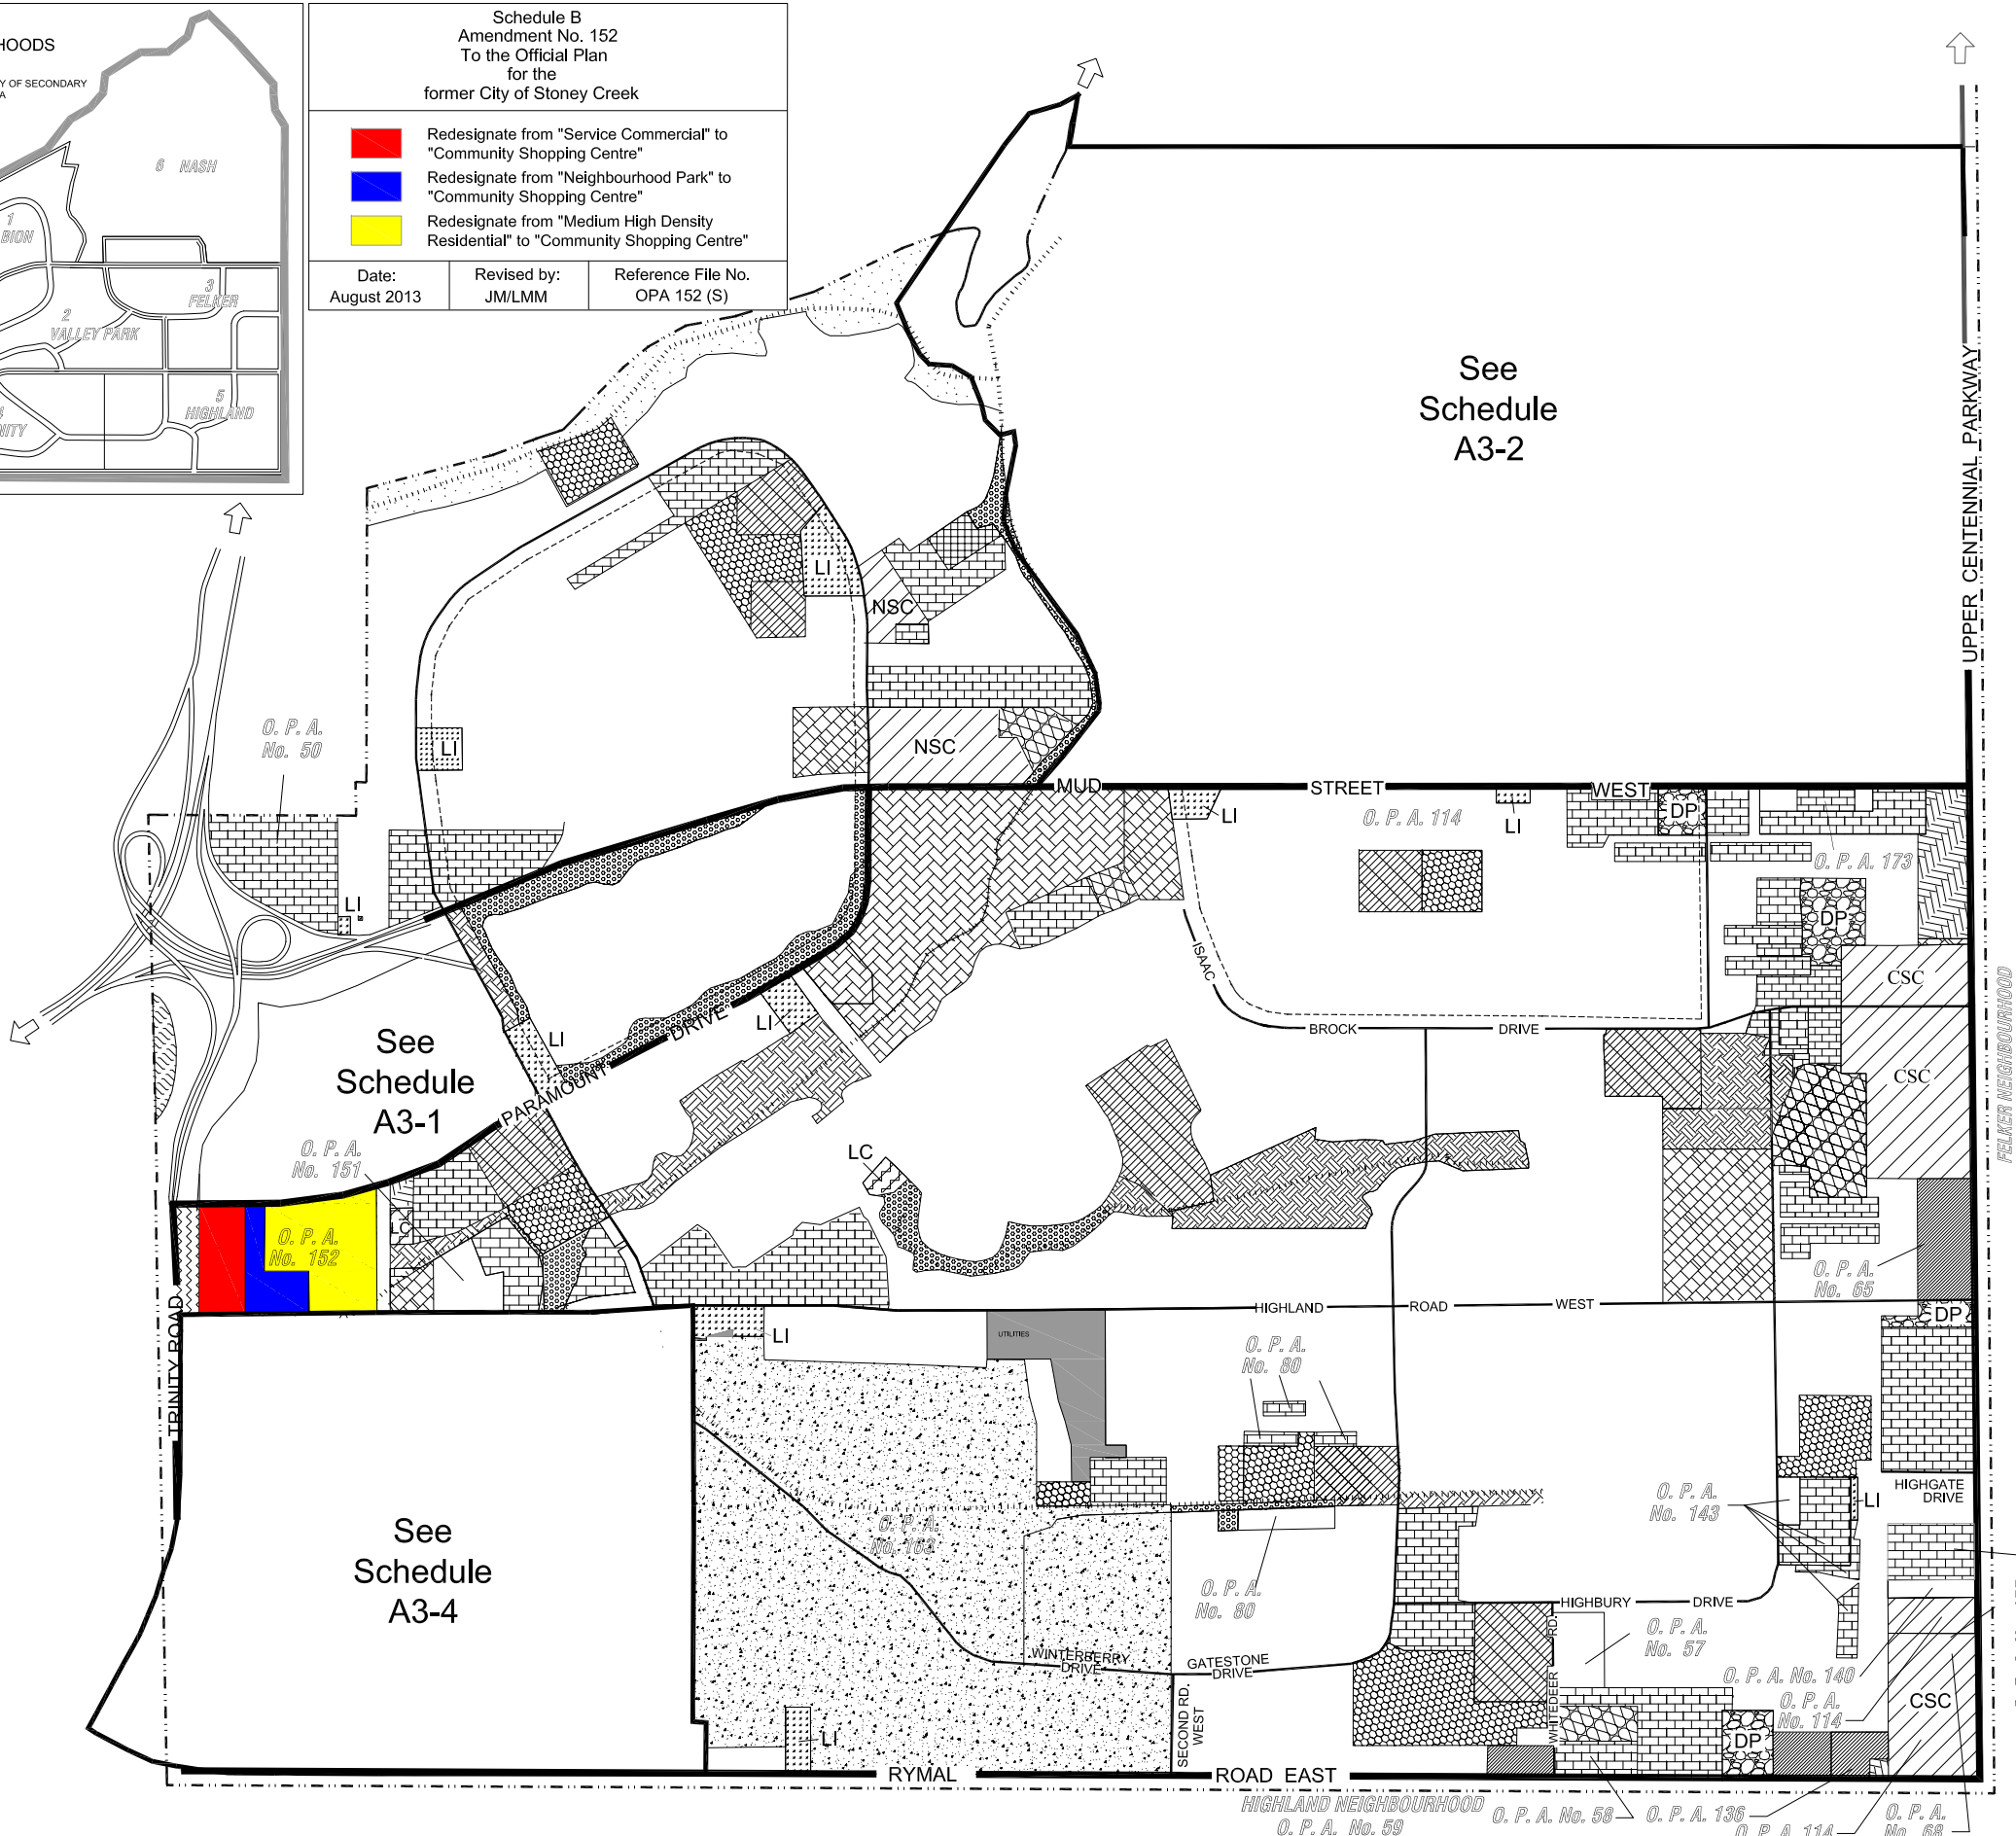 Schedule B
Amendment No. 152
To the Official Plan
for the
former City of Stoney Creek
Redesignate from "Service Commercial" to
"Community Shopping Centre"
Redesignate from "Neighbourhood Park" to
"Community Shopping Centre"
Redesignate from "Medium High Density
Residential" to "Community Shopping Centre"
Date:
August 2013
Revised by:
JM/LMM
Reference File No.
OPA 152 (S)
OF SECONDARY
6 NASH
1
2
VALLEY PARK
3
FELKER
5
HIGHLAND
See
Schedule
A3-2
UPPER CENTENNIAL PARKWAY
LI
NSC
O. P. A.
No. 50
LI
NSC
MUD STREET WEST
LI
O. P. A. 114
LI
DP
O. P. A. 173
LI
DP
CSC
ISAAC
BROCK DRIVE
FELKER NEIGHBOURHOOD
See
Schedule
A3-1
LI
LI
PARAMOUNT DRIVE
CSC
O. P. A.
No. 151
LC
O. P. A.
No. 152
O. P. A.
No. 65
TRINITY ROAD
HIGHLAND ROAD WEST
DP
LI
UTILITIES
O. P. A.
No. 80
O. P. A.
No. 143
LI
HIGHGATE
DRIVE
See
Schedule
A3-4
O. P. A.
No. 163
O. P. A.
No. 80
HIGHBURY DRIVE
O. P. A.
No. 57
WINTERBERRY
DRIVE
GATESTONE
DRIVE
SECOND RD.
WEST
WHITEDEER RD.
O. P. A. No. 140
O. P. A.
No. 114
CSC
LI
DP
RYMAL ROAD EAST
HIGHLAND NEIGHBOURHOOD
O. P. A. No. 59
O. P. A. No. 58
O. P. A. 136
O. P. A. 114
O. P. A.
No. 68